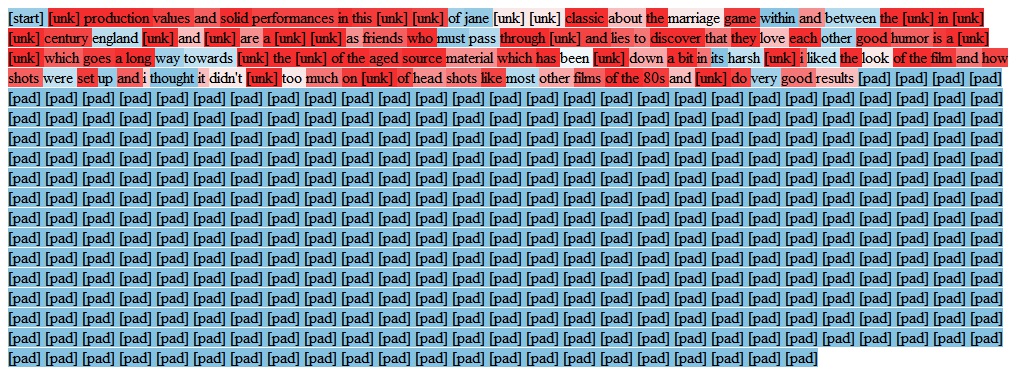 [start] [unk] production values and solid performances in this [unk] [unk] of jane [unk] [unk] classic about the marriage game within and between the [unk] in [unk]
[unk] century england [unk] and [unk] are a [unk] [unk] as friends who must pass through [unk] and lies to discover that they love each other good humor is a [unk]
[unk] which goes a long way towards [unk] the [unk] of the aged source material which has been [unk] down a bit in its harsh [unk] i liked the look of the film and how
shots were set up and i thought it didn't [unk] too much on [unk] of head shots like most other films of the 80s and [unk] do very good results [pad] [pad] [pad] [pad]
[pad] [pad] [pad] [pad] [pad] [pad] [pad] [pad] [pad] [pad] [pad] [pad] [pad] [pad] [pad] [pad] [pad] [pad] [pad] [pad] [pad] [pad] [pad] [pad] [pad] [pad] [pad]
[pad] [pad] [pad] [pad] [pad] [pad] [pad] [pad] [pad] [pad] [pad] [pad] [pad] [pad] [pad] [pad] [pad] [pad] [pad] [pad] [pad] [pad] [pad] [pad] [pad] [pad] [pad]
[pad] [pad] [pad] [pad] [pad] [pad] [pad] [pad] [pad] [pad] [pad] [pad] [pad] [pad] [pad] [pad] [pad] [pad] [pad] [pad] [pad] [pad] [pad] [pad] [pad] [pad] [pad]
[pad] [pad] [pad] [pad] [pad] [pad] [pad] [pad] [pad] [pad] [pad] [pad] [pad] [pad] [pad] [pad] [pad] [pad] [pad] [pad] [pad] [pad] [pad] [pad] [pad] [pad] [pad]
[pad] [pad] [pad] [pad] [pad] [pad] [pad] [pad] [pad] [pad] [pad] [pad] [pad] [pad] [pad] [pad] [pad] [pad] [pad] [pad] [pad] [pad] [pad] [pad] [pad] [pad] [pad]
[pad] [pad] [pad] [pad] [pad] [pad] [pad] [pad] [pad] [pad] [pad] [pad] [pad] [pad] [pad] [pad] [pad] [pad] [pad] [pad] [pad] [pad] [pad] [pad] [pad] [pad] [pad]
[pad] [pad] [pad] [pad] [pad] [pad] [pad] [pad] [pad] [pad] [pad] [pad] [pad] [pad] [pad] [pad] [pad] [pad] [pad] [pad] [pad] [pad] [pad] [pad] [pad] [pad] [pad]
[pad] [pad] [pad] [pad] [pad] [pad] [pad] [pad] [pad] [pad] [pad] [pad] [pad] [pad] [pad] [pad] [pad] [pad] [pad] [pad] [pad] [pad] [pad] [pad] [pad] [pad] [pad]
[pad] [pad] [pad] [pad] [pad] [pad] [pad] [pad] [pad] [pad] [pad] [pad] [pad] [pad] [pad] [pad] [pad] [pad] [pad] [pad] [pad] [pad] [pad] [pad] [pad] [pad] [pad]
[pad] [pad] [pad] [pad] [pad] [pad] [pad] [pad] [pad] [pad] [pad] [pad] [pad] [pad] [pad] [pad] [pad] [pad] [pad] [pad] [pad] [pad] [pad] [pad] [pad] [pad] [pad]
[pad] [pad] [pad] [pad] [pad] [pad] [pad] [pad] [pad] [pad] [pad] [pad] [pad] [pad] [pad] [pad] [pad] [pad] [pad] [pad] [pad] [pad] [pad] [pad] [pad] [pad] [pad]
[pad] [pad] [pad] [pad] [pad] [pad] [pad] [pad] [pad] [pad] [pad] [pad] [pad] [pad] [pad] [pad] [pad] [pad] [pad] [pad] [pad] [pad] [pad] [pad] [pad] [pad] [pad]
[pad] [pad] [pad] [pad] [pad] [pad] [pad] [pad] [pad] [pad] [pad] [pad] [pad] [pad] [pad] [pad] [pad] [pad] [pad] [pad] [pad] [pad] [pad] [pad] [pad] [pad] [pad]
[pad] [pad] [pad] [pad] [pad] [pad] [pad] [pad] [pad] [pad] [pad] [pad] [pad] [pad] [pad] [pad] [pad] [pad] [pad] [pad] [pad] [pad]